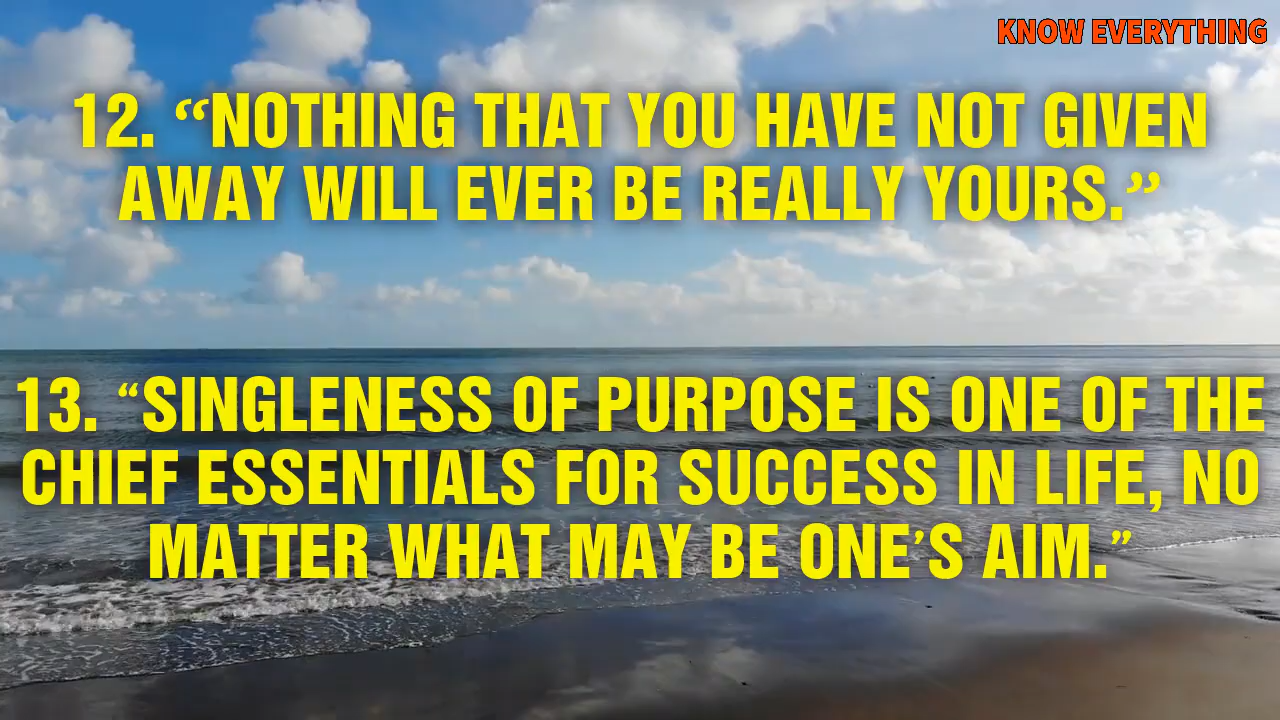 KNOW EVERYTHING
12. “NOTHING THAT YOU HAVE NOT GIVEN
AWAY WILL EVER BE REALLY YOURS.”
13. “SINGLENESS OF PURPOSE IS ONE OF THE
CHIEF ESSENTIALS FOR SUCCESS IN LIFE, NO
MATTER WHAT MAY BE ONE’S AIM.”